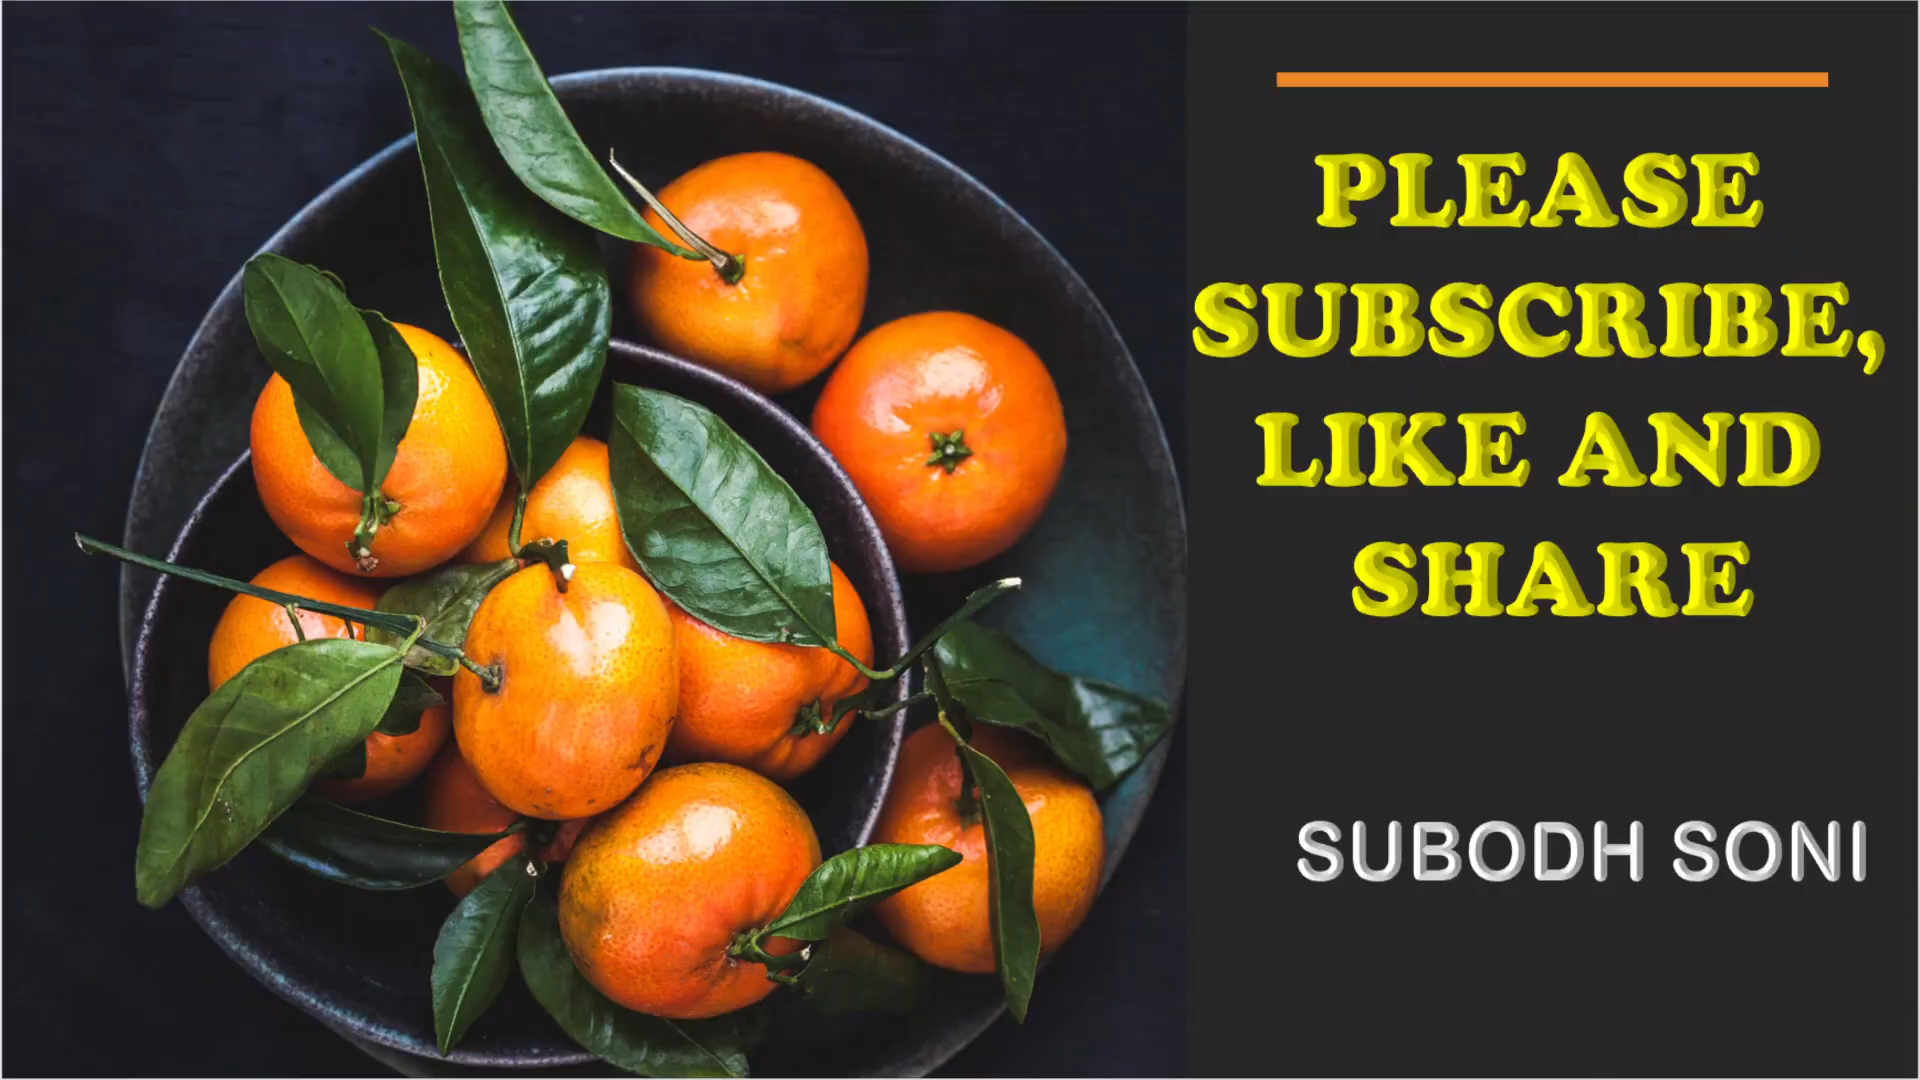 PLEASE
SUBSCRIBE,
LIKE AND
SHARE
SUBODH SONI